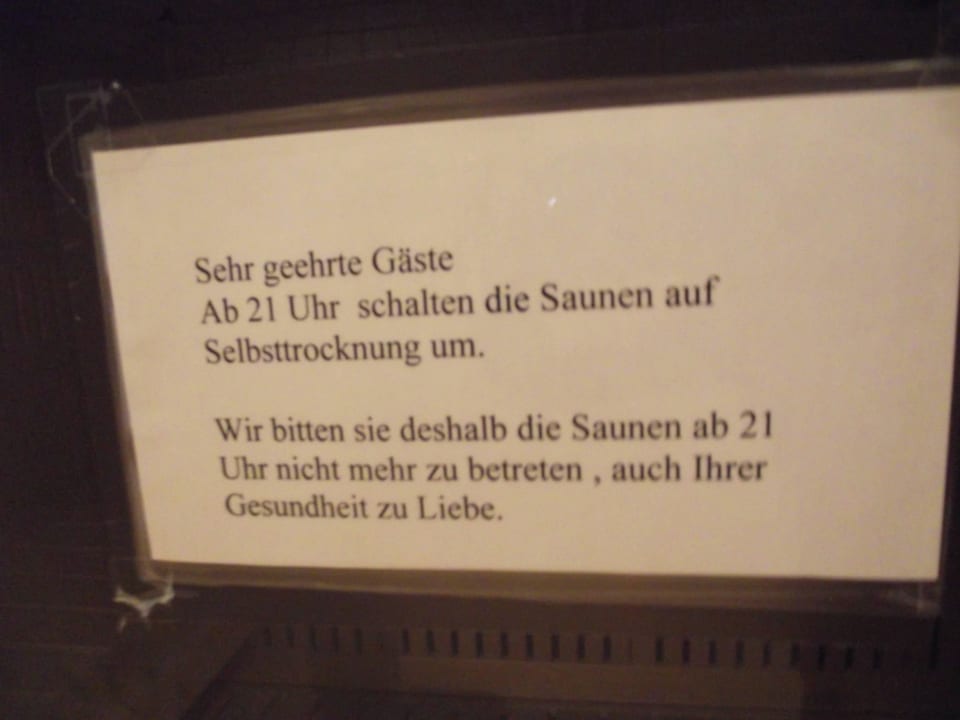 Sehr geehrte Gäste
Ab 21 Uhr schalten die Saunen auf
Selbsttrocknung um.
Wir bitten sie deshalb die Saunen ab 21
Uhr nicht mehr zu betreten , auch Ihrer
Gesundheit zu Liebe.